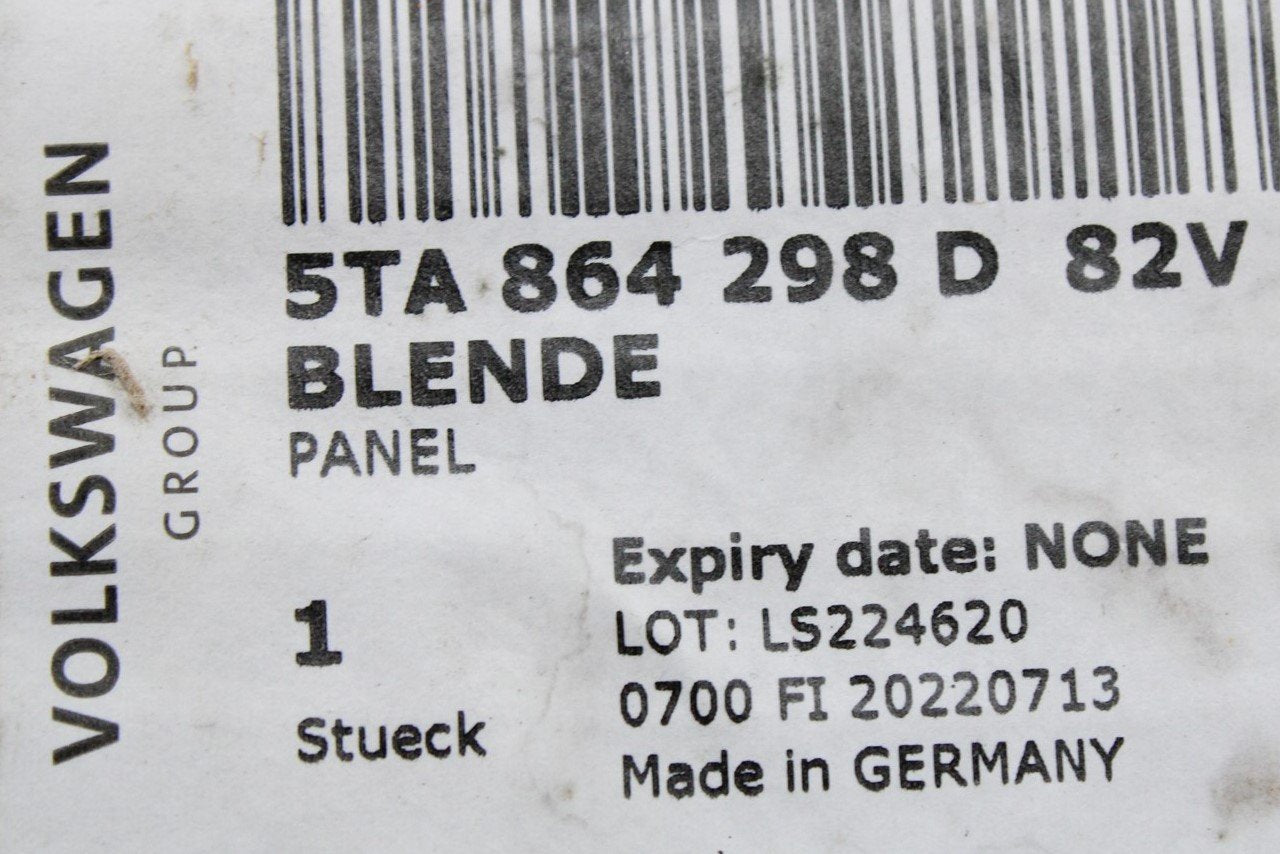 VOLKSWAGEN
GROUP
5TA 864 298 D 82V
BLENDE
PANEL
Expiry date: NONE
LOT: LS224620
0700 FI 20220713
Made in GERMANY
1
Stueck